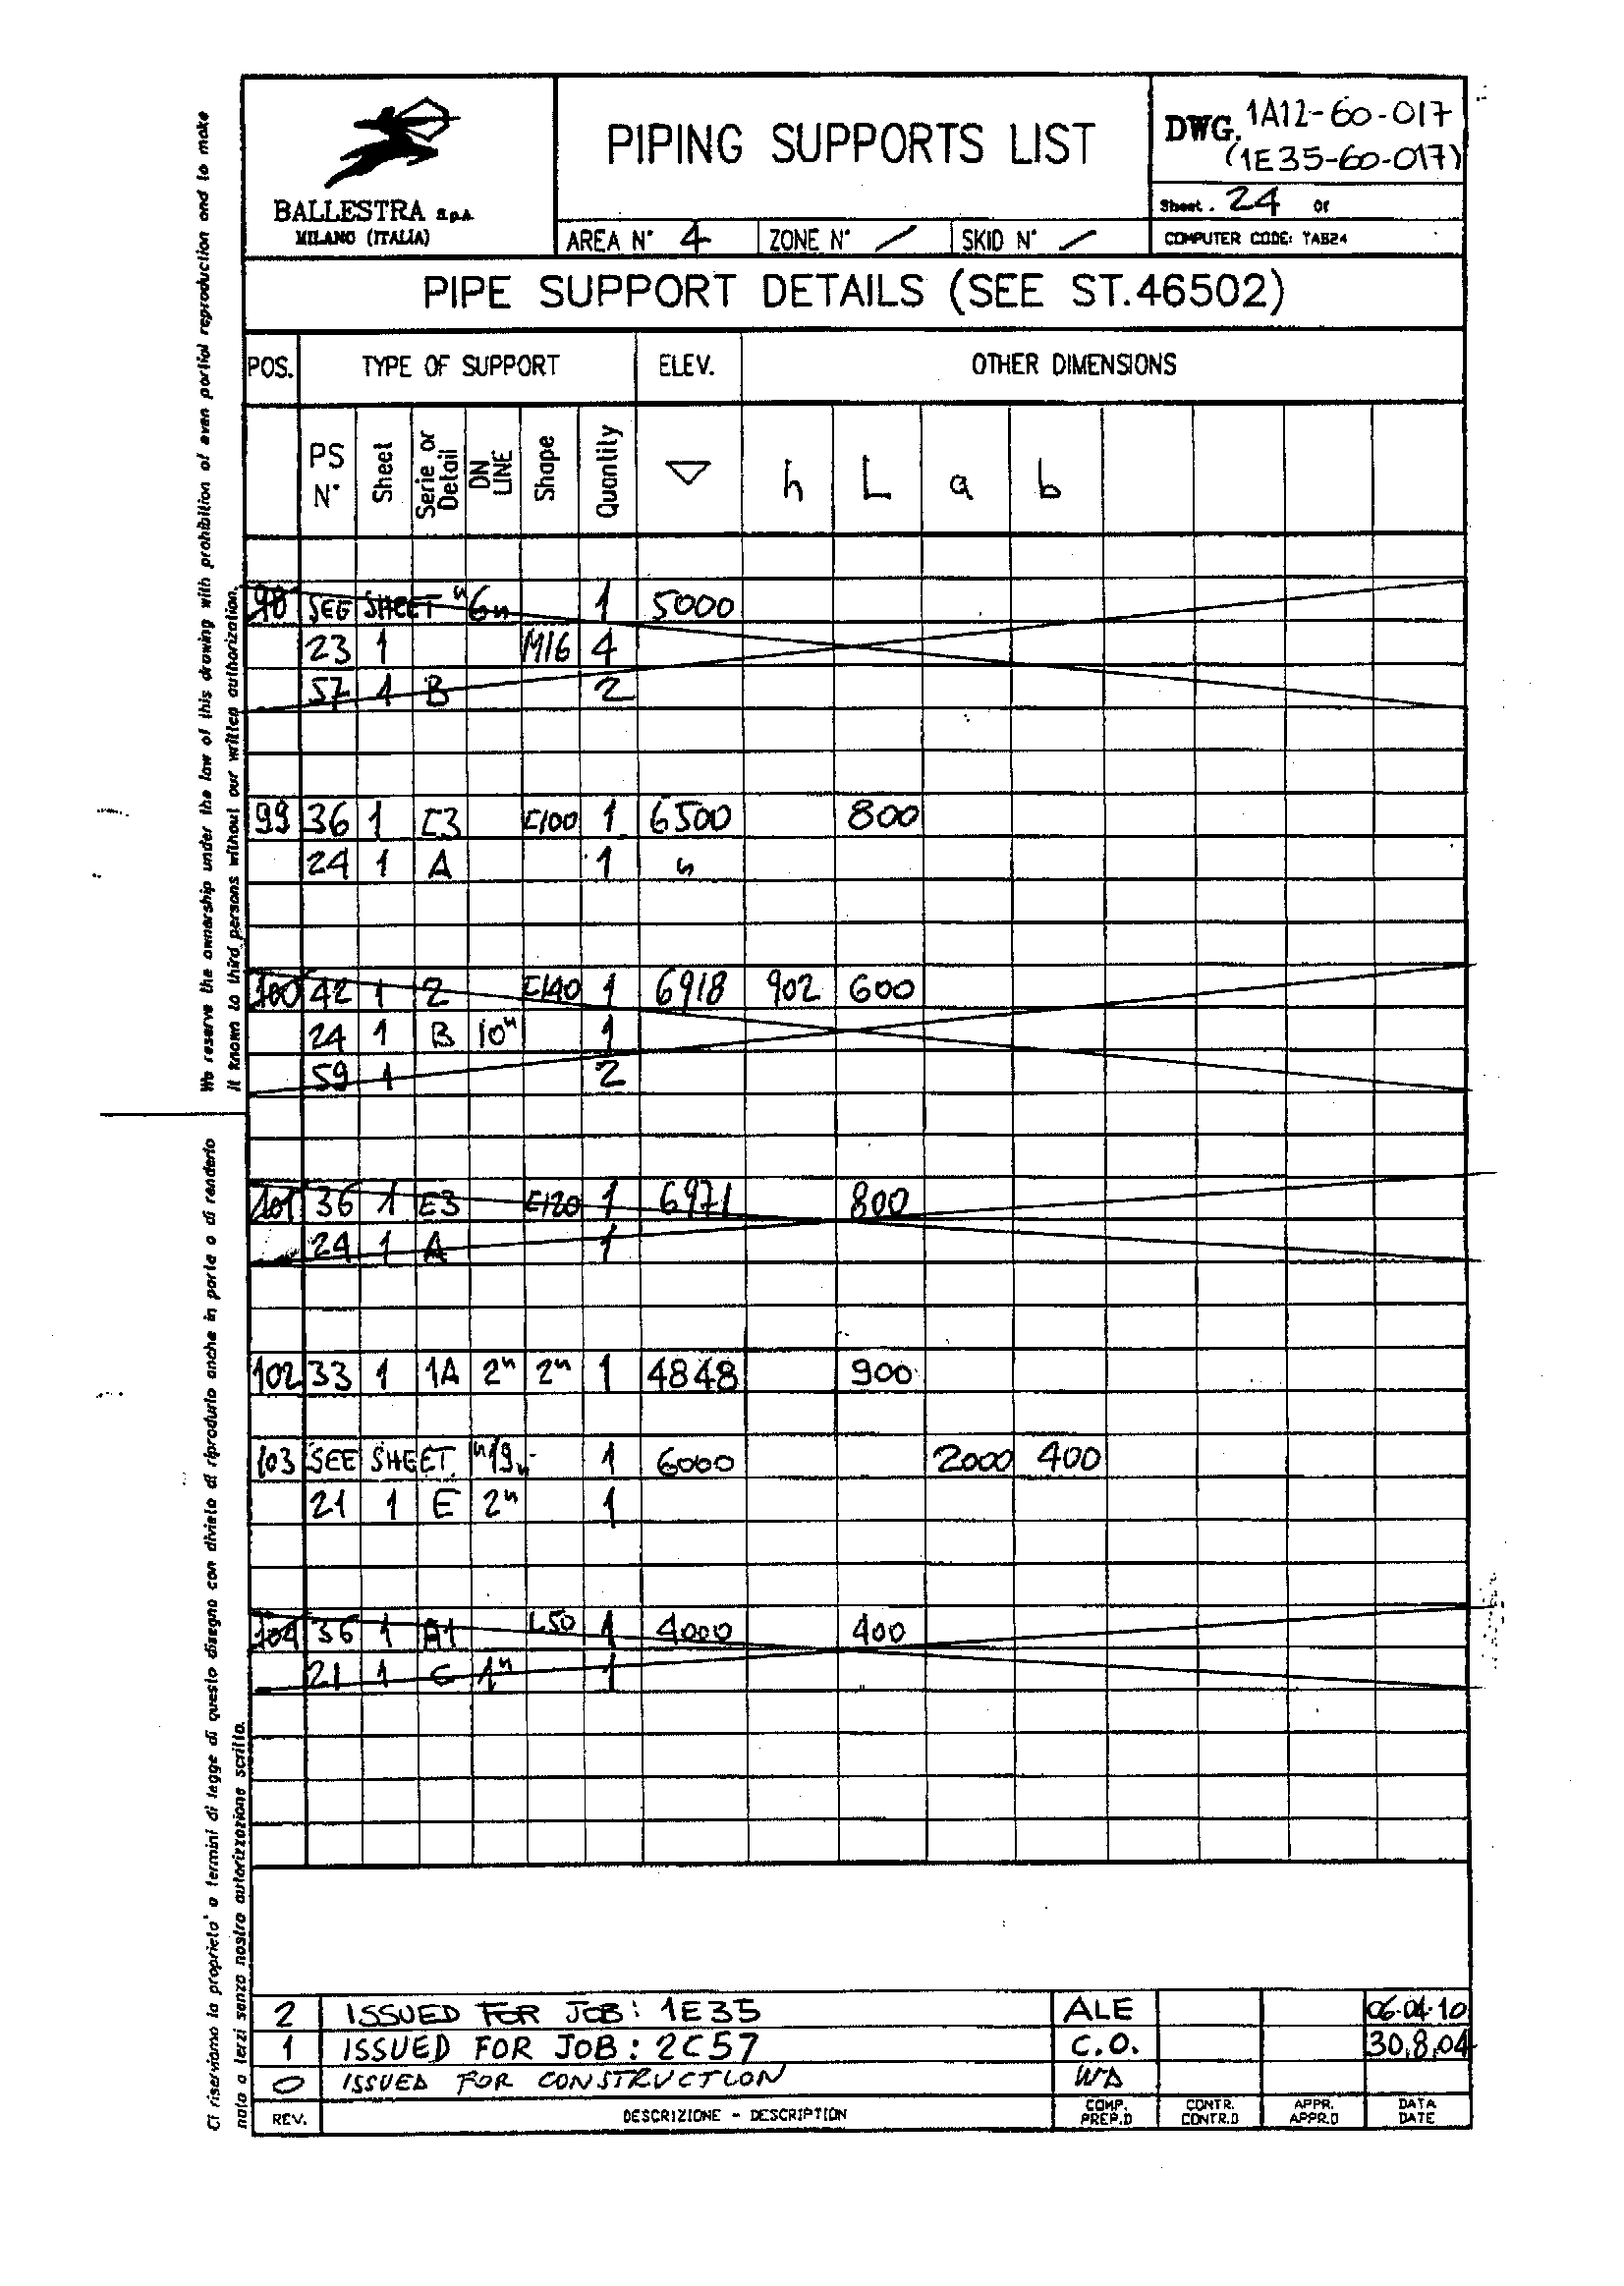 BALLESTRA S.p.A.
MILANO (ITALIA)
PIPING SUPPORTS LIST
DWG. 1A12-60-017
(1E35-60-017)
Sheet. 24 Of
AREA N° 4 ZONE N° / SKID N° /
COMPUTER CODE: TAB24
PIPE SUPPORT DETAILS (SEE ST.46502)
POS. TYPE OF SUPPORT ELEV. OTHER DIMENSIONS
PS N° Sheet Serie or Detail DN LINE Shape Quantity ▽ h L a b
98 SEE SHEET "6" 1 5000
23 1 M16 4
57 1 B 2
99 36 1 C3 C100 1 6500 800
24 1 A 1 "
100 42 1 2 C140 1 6918 902 600
24 1 B 10" 1
59 1 2
101 36 1 E3 C120 1 6971 800
24 1 A 1
102 33 1 1A 2" 2" 1 4848 900
103 SEE SHEET "19" 1 6000 2000 400
21 1 E 2" 1
104 36 1 A1 L50 1 4000 400
21 1 C 1" 1
2 ISSUED FOR JOB: 1E35 ALE 06.04.10
1 ISSUED FOR JOB: 2C57 C.O. 30.8.04
0 ISSUED FOR CONSTRUCTION WA
REV. DESCRIZIONE - DESCRIPTION COMP. PREP.D CONTR. CONTR.D APPR. APPR.D DATA DATE
We reserve the ownership under the law of this drawing with prohibition of even partial reproduction and to make
it known to third persons without our written authorization.
Ci riserviamo la proprieta' a termini di legge di questo disegno con divieto di riprodurlo anche in parte o di renderlo
noto a terzi senza nostra autorizzazione scritta.